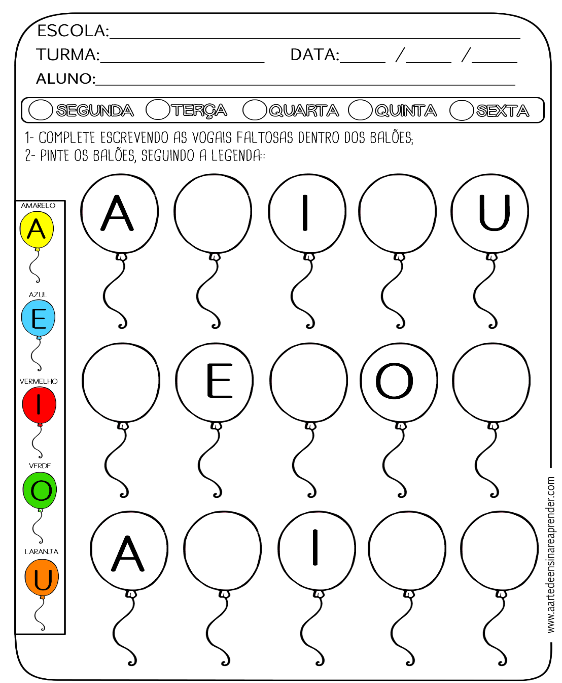 ESCOLA:
TURMA: DATA: / /
ALUNO:
SEGUNDA TERÇA QUARTA QUINTA SEXTA
1- COMPLETE ESCREVENDO AS VOGAIS FALTOSAS DENTRO DOS BALÕES;
2- PINTE OS BALÕES, SEGUINDO A LEGENDA:
AMARELO
A
AZUL
E
VERMELHO
I
VERDE
O
LARANJA
U
A I U
E O
A I
www.aartedeensinareaprender.com